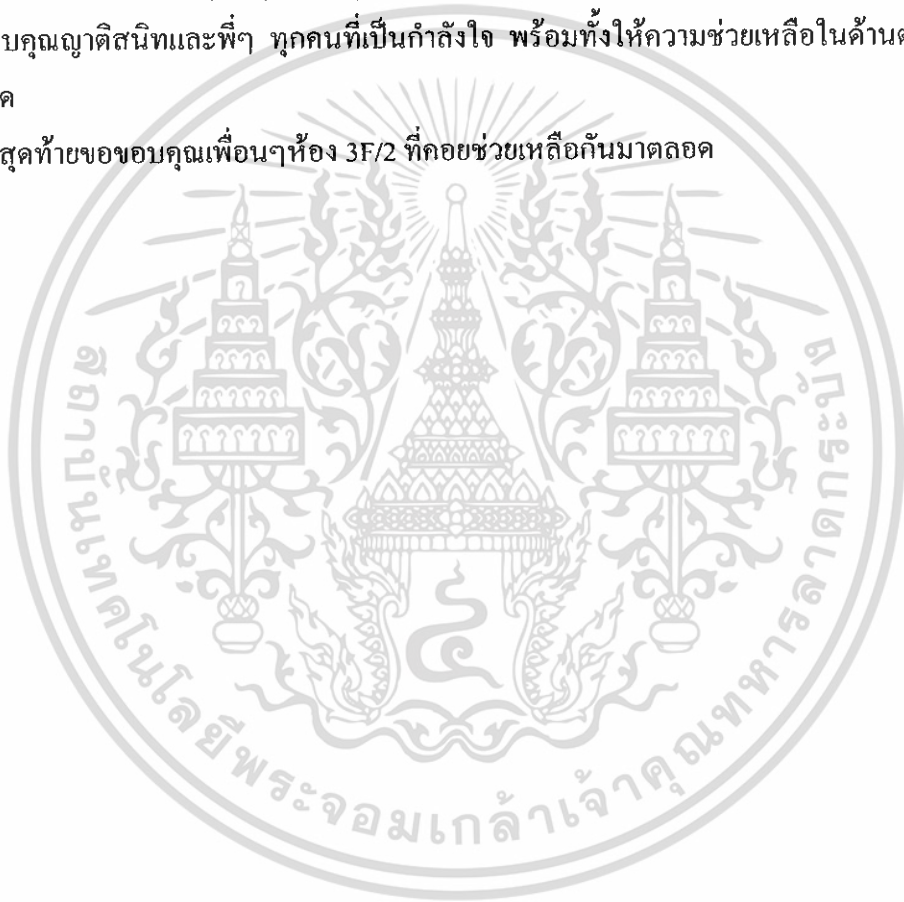 บคุณญาติสนิทและพี่ๆ ทุกคนที่เป็นกำลังใจ พร้อมทั้งให้ความช่วยเหลือในด้านต
ค
สุดท้ายขอขอบคุณเพื่อนๆห้อง 3F/2 ที่คอยช่วยเหลือกันมาตลอด
สถาบันเทคโนโลยีพระจอมเกล้าเจ้าคุณทหารลาดกระบัง
๔